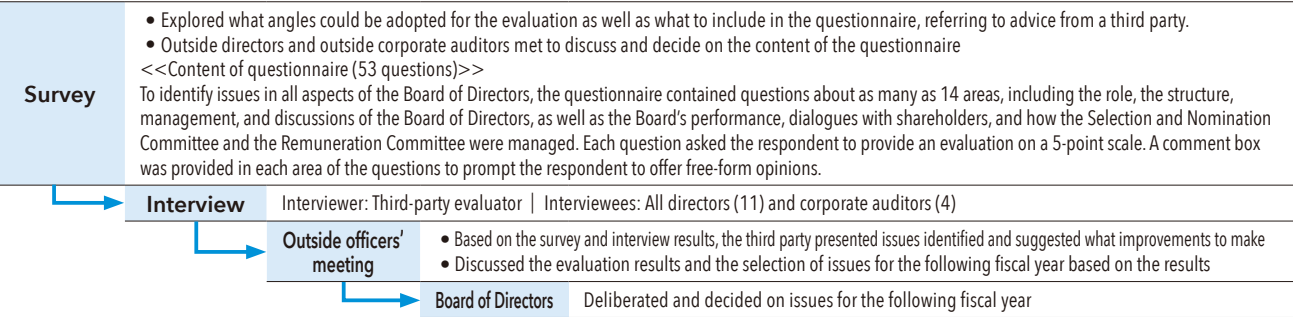 Survey
• Explored what angles could be adopted for the evaluation as well as what to include in the questionnaire, referring to advice from a third party.
• Outside directors and outside corporate auditors met to discuss and decide on the content of the questionnaire
<<Content of questionnaire (53 questions)>>
To identify issues in all aspects of the Board of Directors, the questionnaire contained questions about as many as 14 areas, including the role, the structure,
management, and discussions of the Board of Directors, as well as the Board's performance, dialogues with shareholders, and how the Selection and Nomination
Committee and the Remuneration Committee were managed. Each question asked the respondent to provide an evaluation on a 5-point scale. A comment box
was provided in each area of the questions to prompt the respondent to offer free-form opinions.
Interview
Interviewer: Third-party evaluator | Interviewees: All directors (11) and corporate auditors (4)
Outside officers'
meeting
• Based on the survey and interview results, the third party presented issues identified and suggested what improvements to make
• Discussed the evaluation results and the selection of issues for the following fiscal year based on the results
Board of Directors
Deliberated and decided on issues for the following fiscal year